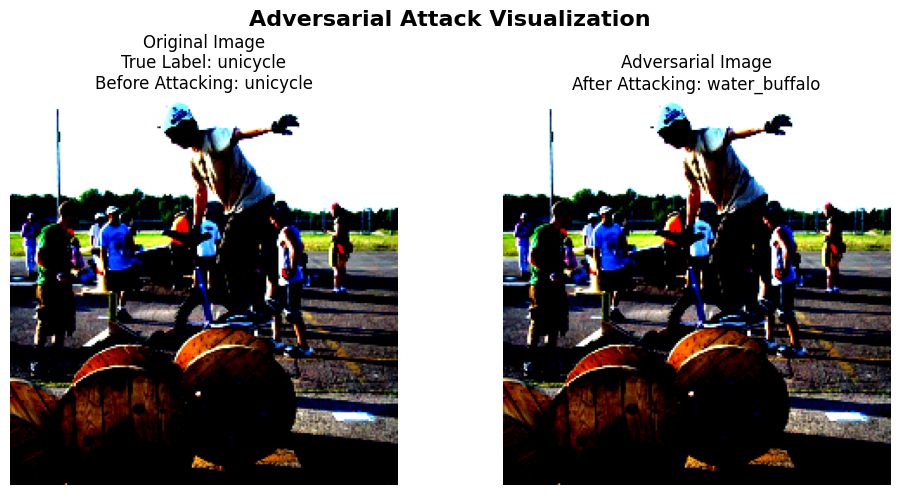 Adversarial Attack Visualization
Original Image
True Label: unicycle
Before Attacking: unicycle
Adversarial Image
After Attacking: water_buffalo